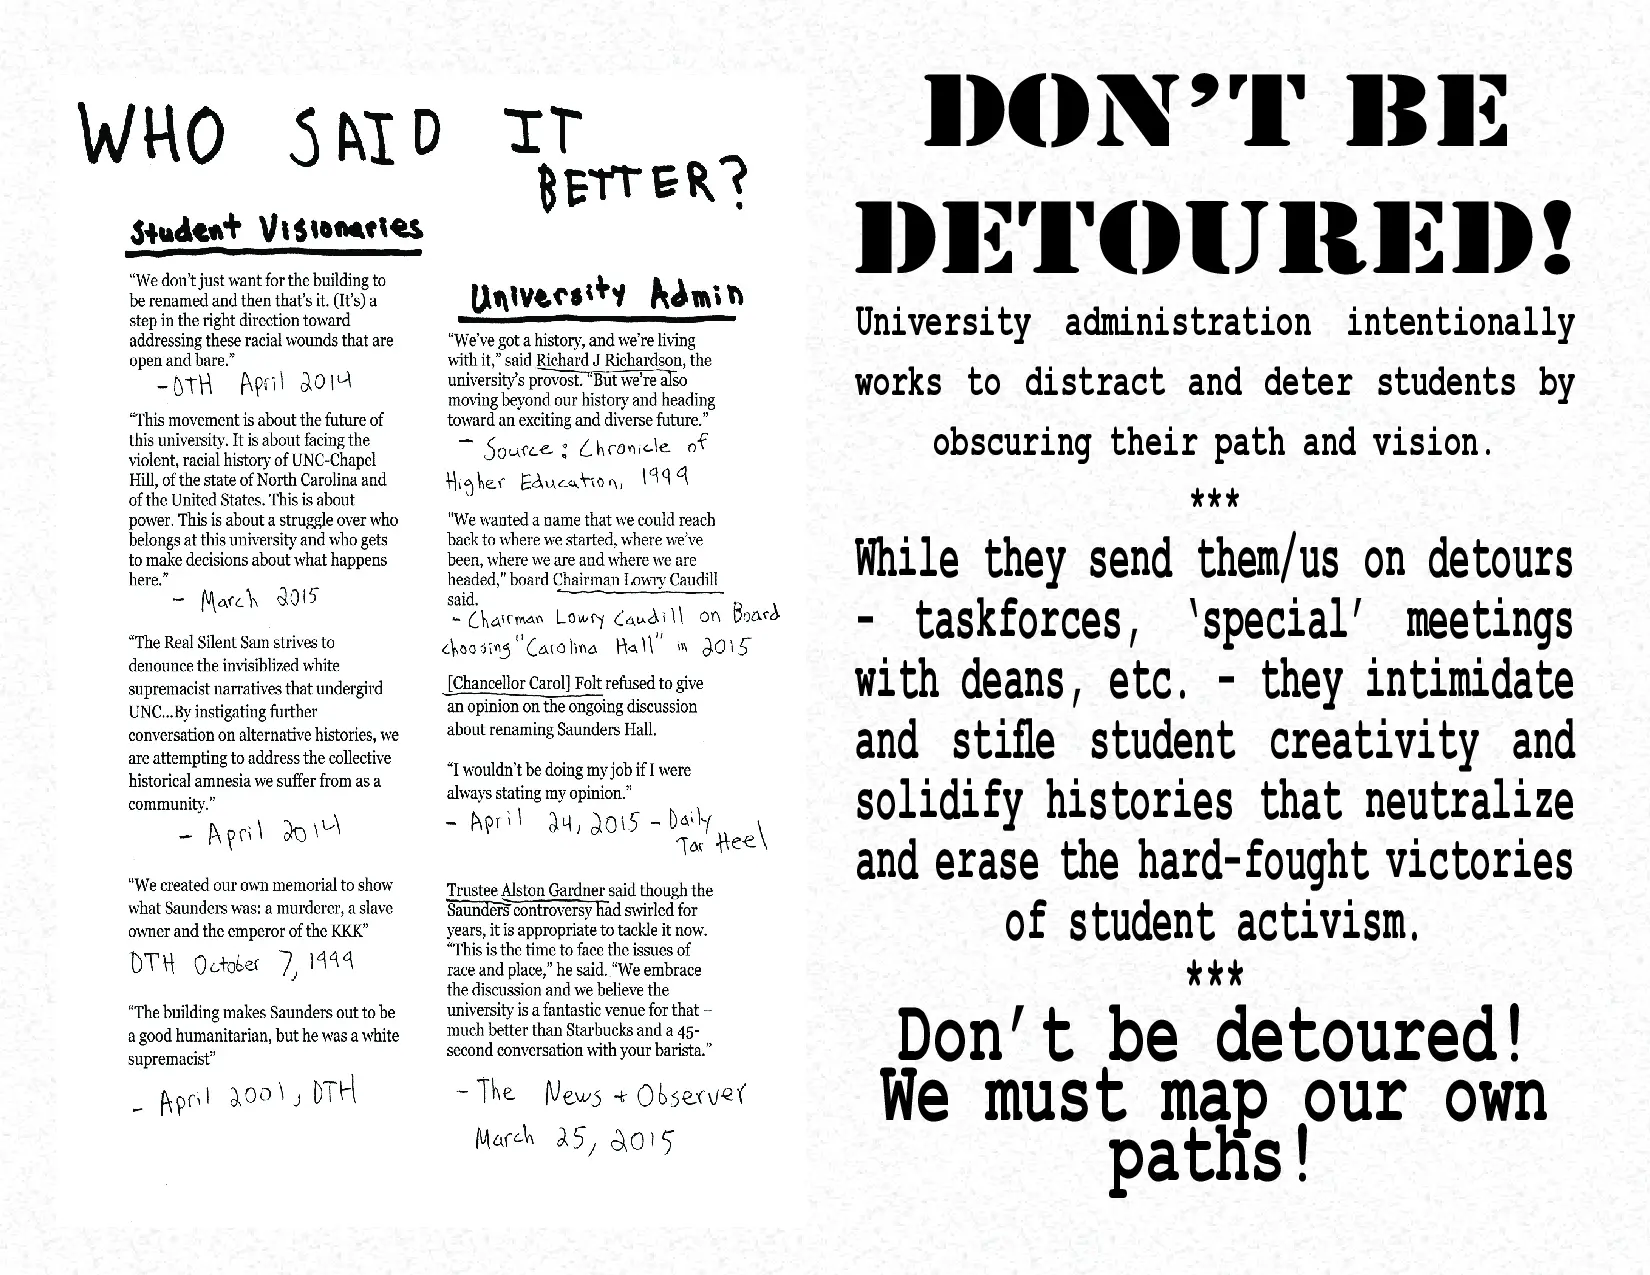 WHO SAID IT
BETTER?
Student Visionaries
"We don't just want for the building to
be renamed and then that's it. (It's) a
step in the right direction toward
addressing these racial wounds that are
open and bare."
-DTH April 2014
"This movement is about the future of
this university. It is about facing the
violent, racial history of UNC-Chapel
Hill, of the state of North Carolina and
of the United States. This is about
power. This is about a struggle over who
belongs at this university and who gets
to make decisions about what happens
here."
- March 2015
"The Real Silent Sam strives to
denounce the invisiblized white
supremacist narratives that undergird
UNC...By instigating further
conversation on alternative histories, we
are attempting to address the collective
historical amnesia we suffer from as a
community."
- April 2014
"We created our own memorial to show
what Saunders was: a murderer, a slave
owner and the emperor of the KKK"
DTH October 7, 1999
"The building makes Saunders out to be
a good humanitarian, but he was a white
supremacist"
- April 2001, DTH
University Admin
"We've got a history, and we're living
with it," said Richard J Richardson, the
university's provost. "But we're also
moving beyond our history and heading
toward an exciting and diverse future."
- Source: Chronicle of
Higher Education, 1999
"We wanted a name that we could reach
back to where we started, where we've
been, where we are and where we are
headed," board Chairman Lowry Caudill
said.
- Chairman Lowry Caudill on Board
choosing "Carolina Hall" in 2015
[Chancellor Carol] Folt refused to give
an opinion on the ongoing discussion
about renaming Saunders Hall.
"I wouldn't be doing my job if I were
always stating my opinion."
- April 24, 2015 - Daily
Tar Heel
Trustee Alston Gardner said though the
Saunders controversy had swirled for
years, it is appropriate to tackle it now.
"This is the time to face the issues of
race and place," he said. "We embrace
the discussion and we believe the
university is a fantastic venue for that –
much better than Starbucks and a 45-
second conversation with your barista."
- The News + Observer
March 25, 2015
DON'T BE
DETOURED!
University administration intentionally
works to distract and deter students by
obscuring their path and vision.
***
While they send them/us on detours
- taskforces, 'special' meetings
with deans, etc. - they intimidate
and stifle student creativity and
solidify histories that neutralize
and erase the hard-fought victories
of student activism.
***
Don't be detoured!
We must map our own
paths!